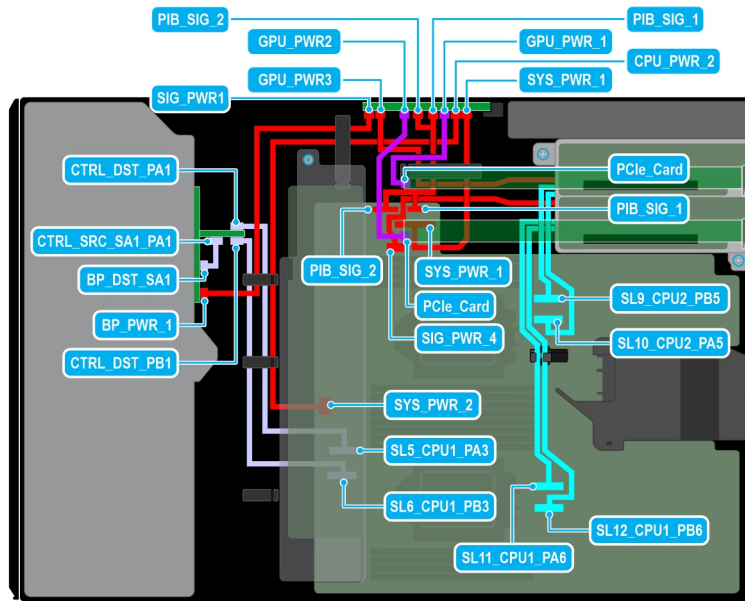 PIB_SIG_2
PIB_SIG_1
GPU_PWR2
GPU_PWR_1
CPU_PWR_2
GPU_PWR3
SYS_PWR_1
SIG_PWR1
CTRL_DST_PA1
PCIe_Card
CTRL_SRC_SA1_PA1
PIB_SIG_1
BP_DST_SA1
PIB_SIG_2
SYS_PWR_1
BP_PWR_1
PCIe_Card
SL9_CPU2_PB5
CTRL_DST_PB1
SIG_PWR_4
SL10_CPU2_PA5
SYS_PWR_2
SL5_CPU1_PA3
SL6_CPU1_PB3
SL12_CPU1_PB6
SL11_CPU1_PA6